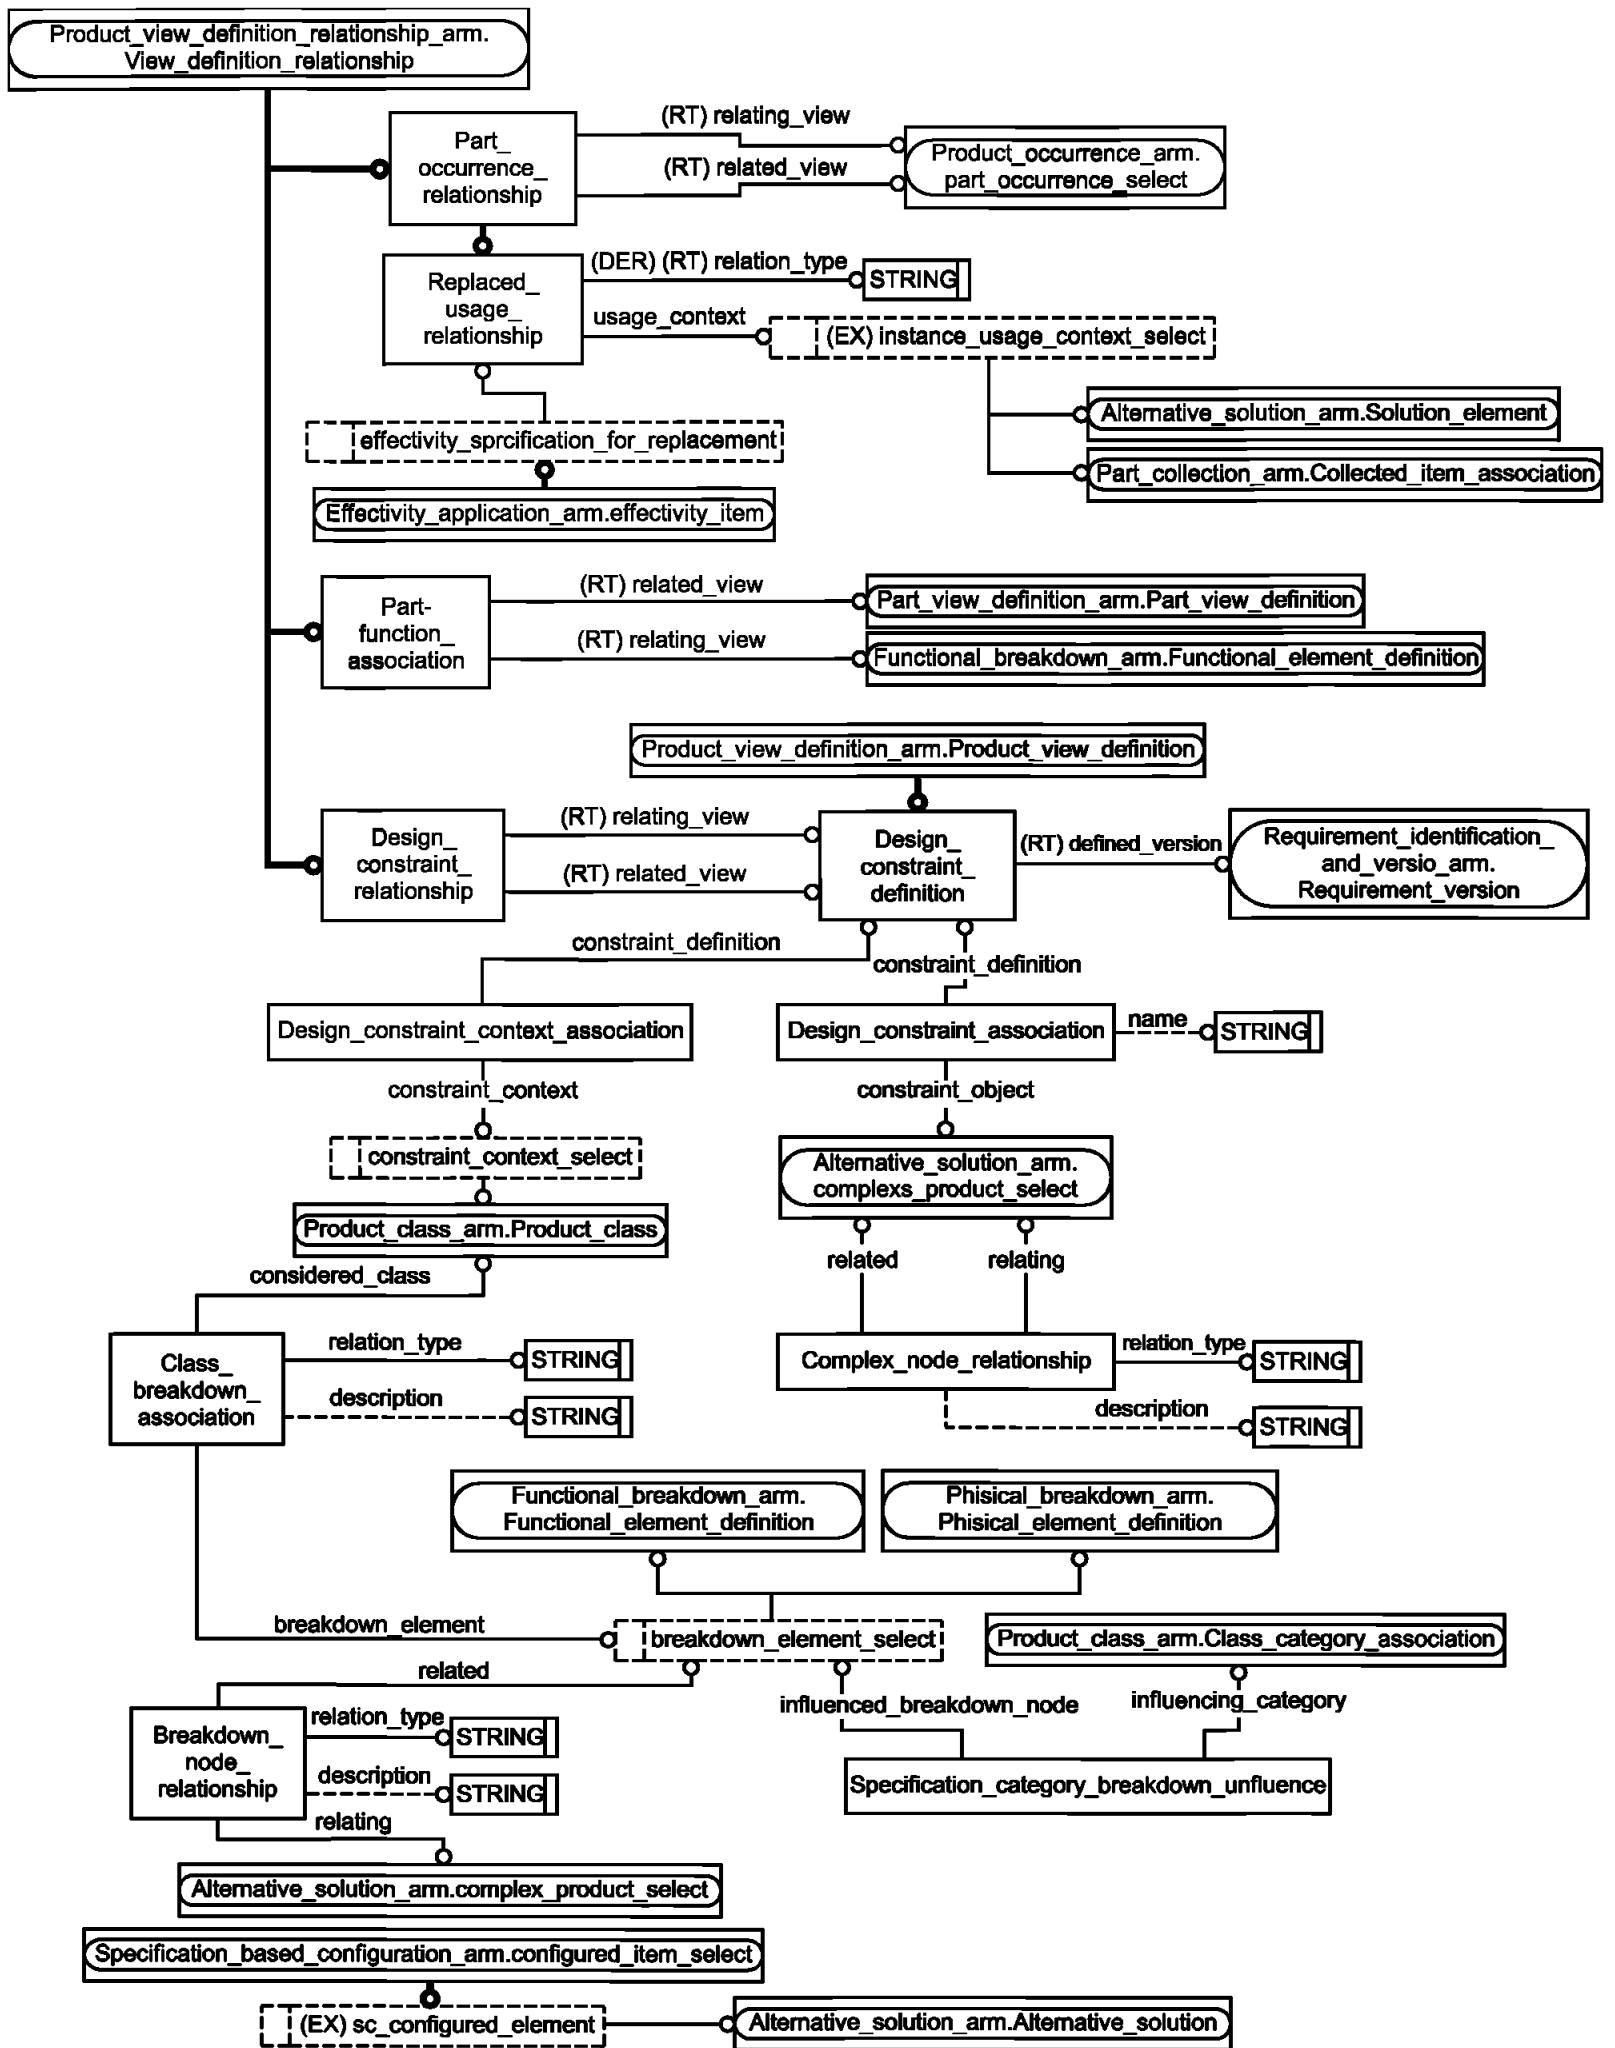 Product_view_definition_relationship_arm.
View_definition_relationship
Part_
occurrence_
relationship
(RT) relating_view
(RT) related_view
Product_occurrence_arm.
part_occurrence_select
Replaced_
usage_
relationship
(DER) (RT) relation_type
STRING
usage_context
(EX) instance_usage_context_select
Alternative_solution_arm.Solution_element
Part_collection_arm.Collected_item_association
effectivity_sprcification_for_replacement
Effectivity_application_arm.effectivity_item
Part-
function_
association
(RT) related_view
Part_view_definition_arm.Part_view_definition
(RT) relating_view
Functional_breakdown_arm.Functional_element_definition
Product_view_definition_arm.Product_view_definition
Design_
constraint_
relationship
(RT) relating_view
(RT) related_view
Design_
constraint_
definition
(RT) defined_version
Requirement_identification_
and_versio_arm.
Requirement_version
constraint_definition
constraint_definition
Design_constraint_context_association
Design_constraint_association
name
STRING
constraint_context
constraint_object
constraint_context_select
Alternative_solution_arm.
complexs_product_select
Product_class_arm.Product_class
considered_class
related
relating
Class_
breakdown_
association
relation_type
STRING
description
STRING
Complex_node_relationship
relation_type
STRING
description
STRING
Functional_breakdown_arm.
Functional_element_definition
Phisical_breakdown_arm.
Phisical_element_definition
breakdown_element
breakdown_element_select
Product_class_arm.Class_category_association
related
influenced_breakdown_node
influencing_category
Breakdown_
node_
relationship
relation_type
STRING
description
STRING
Specification_category_breakdown_unfluence
relating
Alternative_solution_arm.complex_product_select
Specification_based_configuration_arm.configured_item_select
(EX) sc_configured_element
Alternative_solution_arm.Alternative_solution